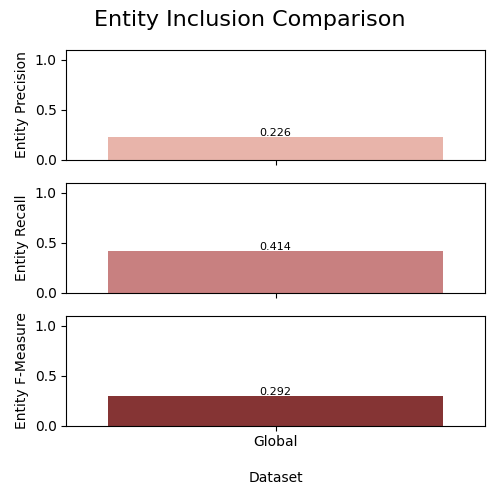 Entity Inclusion Comparison
Entity Precision
1.0
0.5
0.0
0.226
Entity Recall
1.0
0.5
0.0
0.414
Entity F-Measure
1.0
0.5
0.0
0.292
Global
Dataset